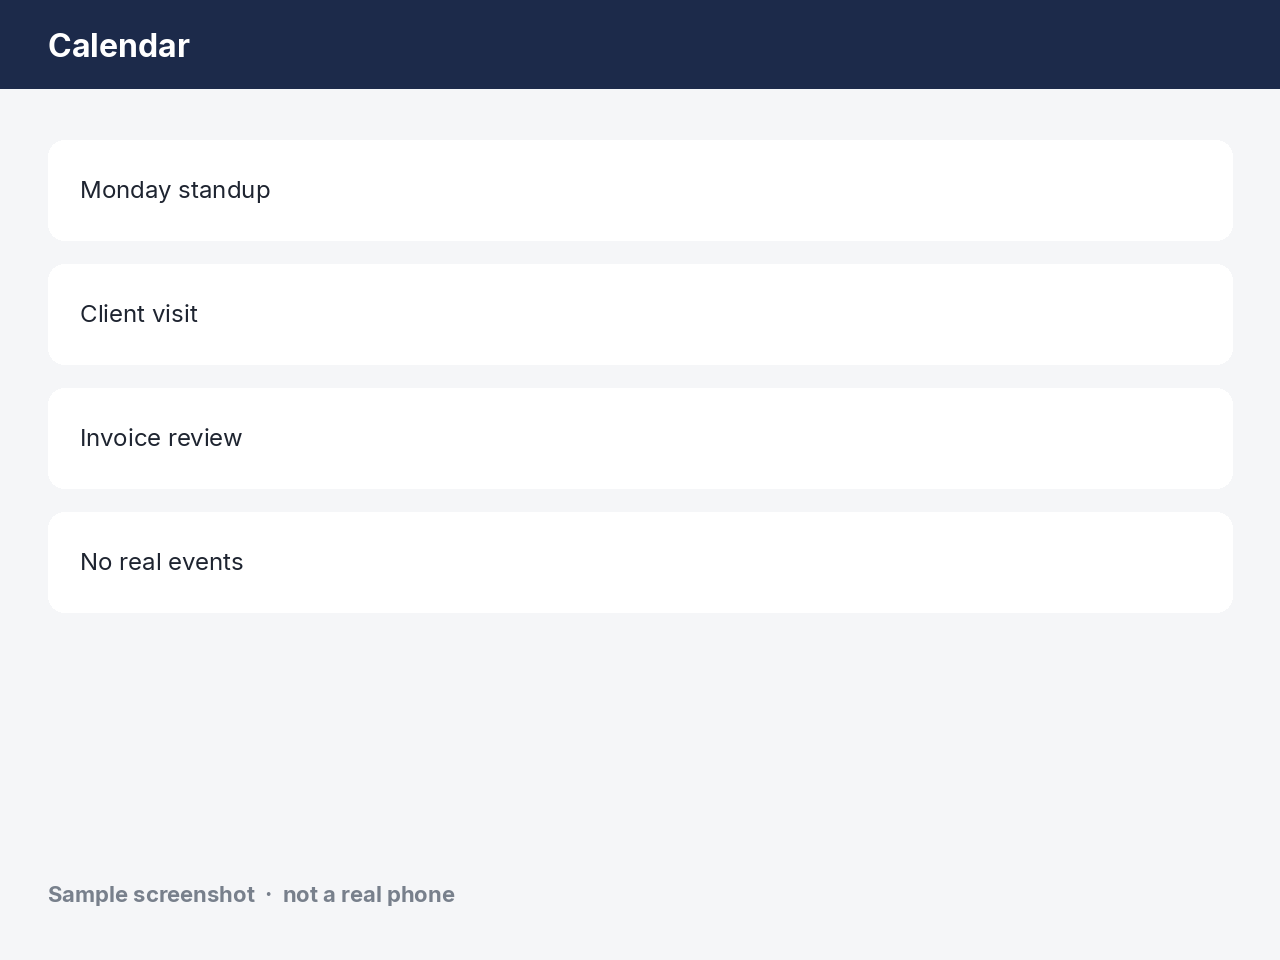 Calendar
Monday standup
Client visit
Invoice review
No real events
Sample screenshot · not a real phone